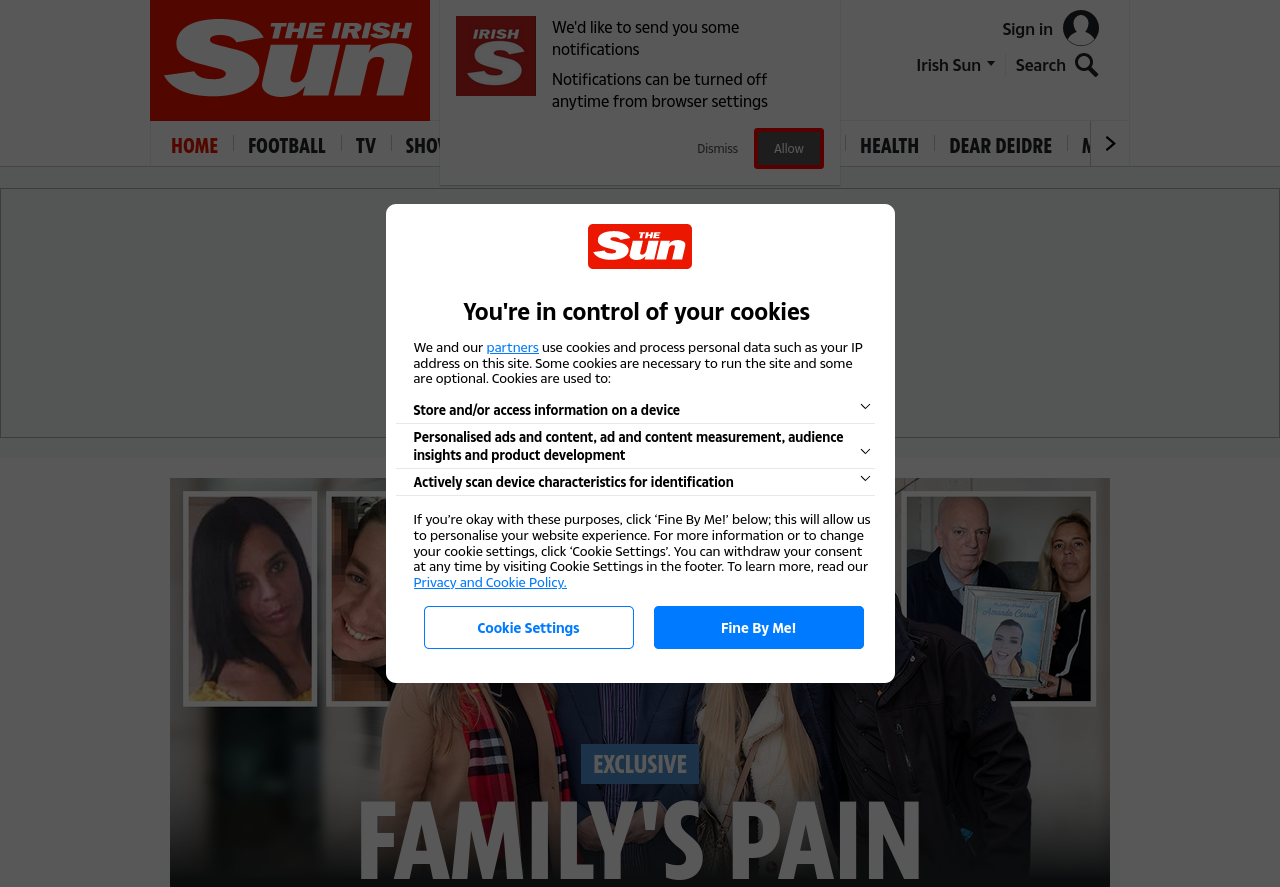 THE IRISH
Sun
IRISH
S
We'd like to send you some
notifications
Notifications can be turned off
anytime from browser settings
Dismiss
Allow
Sign in
Irish Sun
Search
HOME
FOOTBALL
TV
SHOW
HEALTH
DEAR DEIDRE
THE
Sun
You're in control of your cookies
We and our partners use cookies and process personal data such as your IP
address on this site. Some cookies are necessary to run the site and some
are optional. Cookies are used to:
Store and/or access information on a device
Personalised ads and content, ad and content measurement, audience
insights and product development
Actively scan device characteristics for identification
If you’re okay with these purposes, click ‘Fine By Me!’ below; this will allow us
to personalise your website experience. For more information or to change
your cookie settings, click ‘Cookie Settings’. You can withdraw your consent
at any time by visiting Cookie Settings in the footer. To learn more, read our
Privacy and Cookie Policy.
Cookie Settings
Fine By Me!
EXCLUSIVE
FAMILY'S PAIN